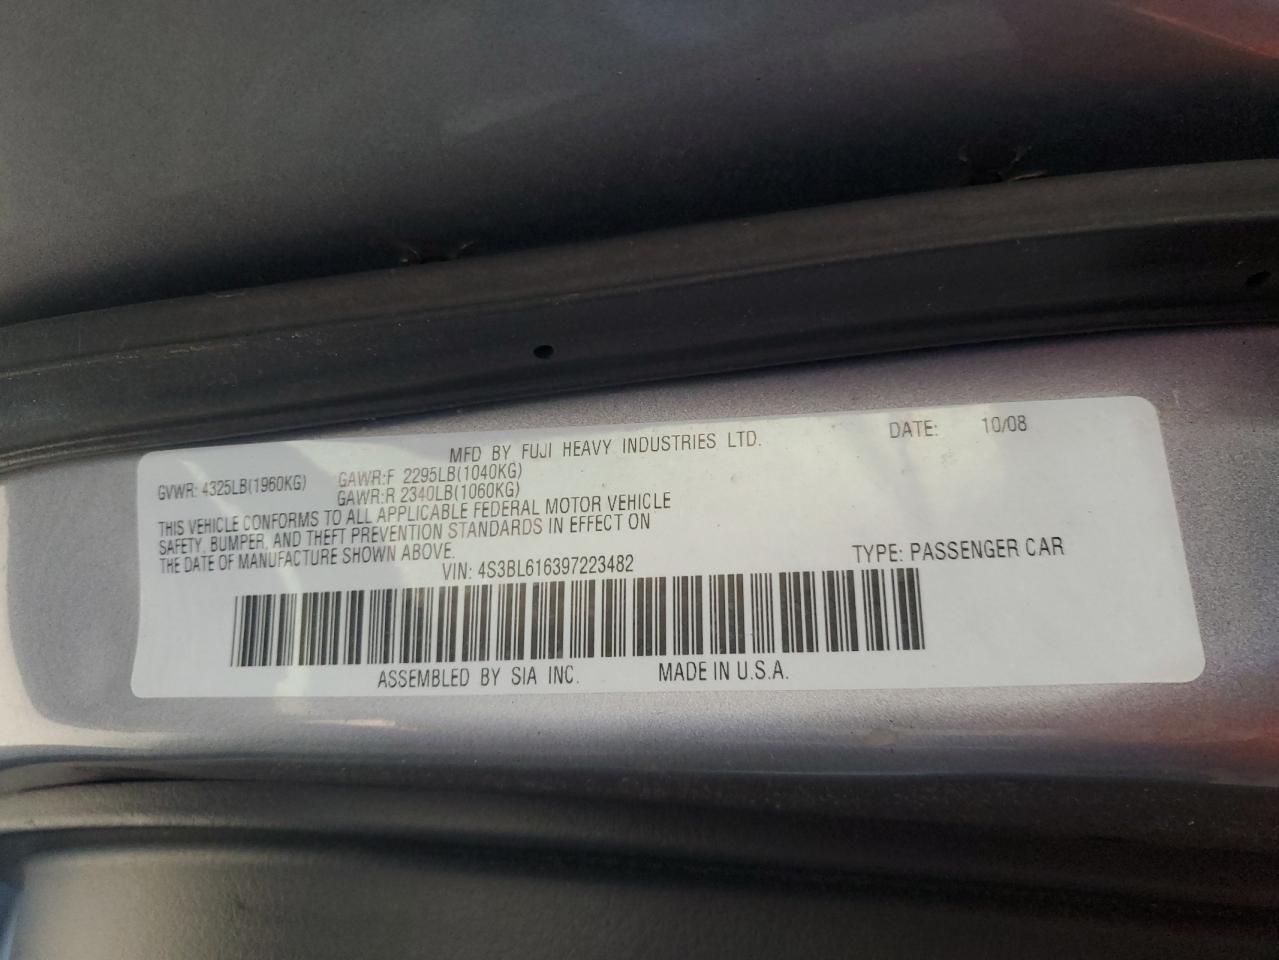 MFD BY FUJI HEAVY INDUSTRIES LTD. DATE: 10/08
GVWR: 4325LB(1960KG) GAWR:F 2295LB(1040KG)
GAWR:R 2340LB(1060KG)
THIS VEHICLE CONFORMS TO ALL APPLICABLE FEDERAL MOTOR VEHICLE
SAFETY, BUMPER, AND THEFT PREVENTION STANDARDS IN EFFECT ON
THE DATE OF MANUFACTURE SHOWN ABOVE.
VIN: 4S3BL616397223482 TYPE: PASSENGER CAR
ASSEMBLED BY SIA INC. MADE IN U.S.A.